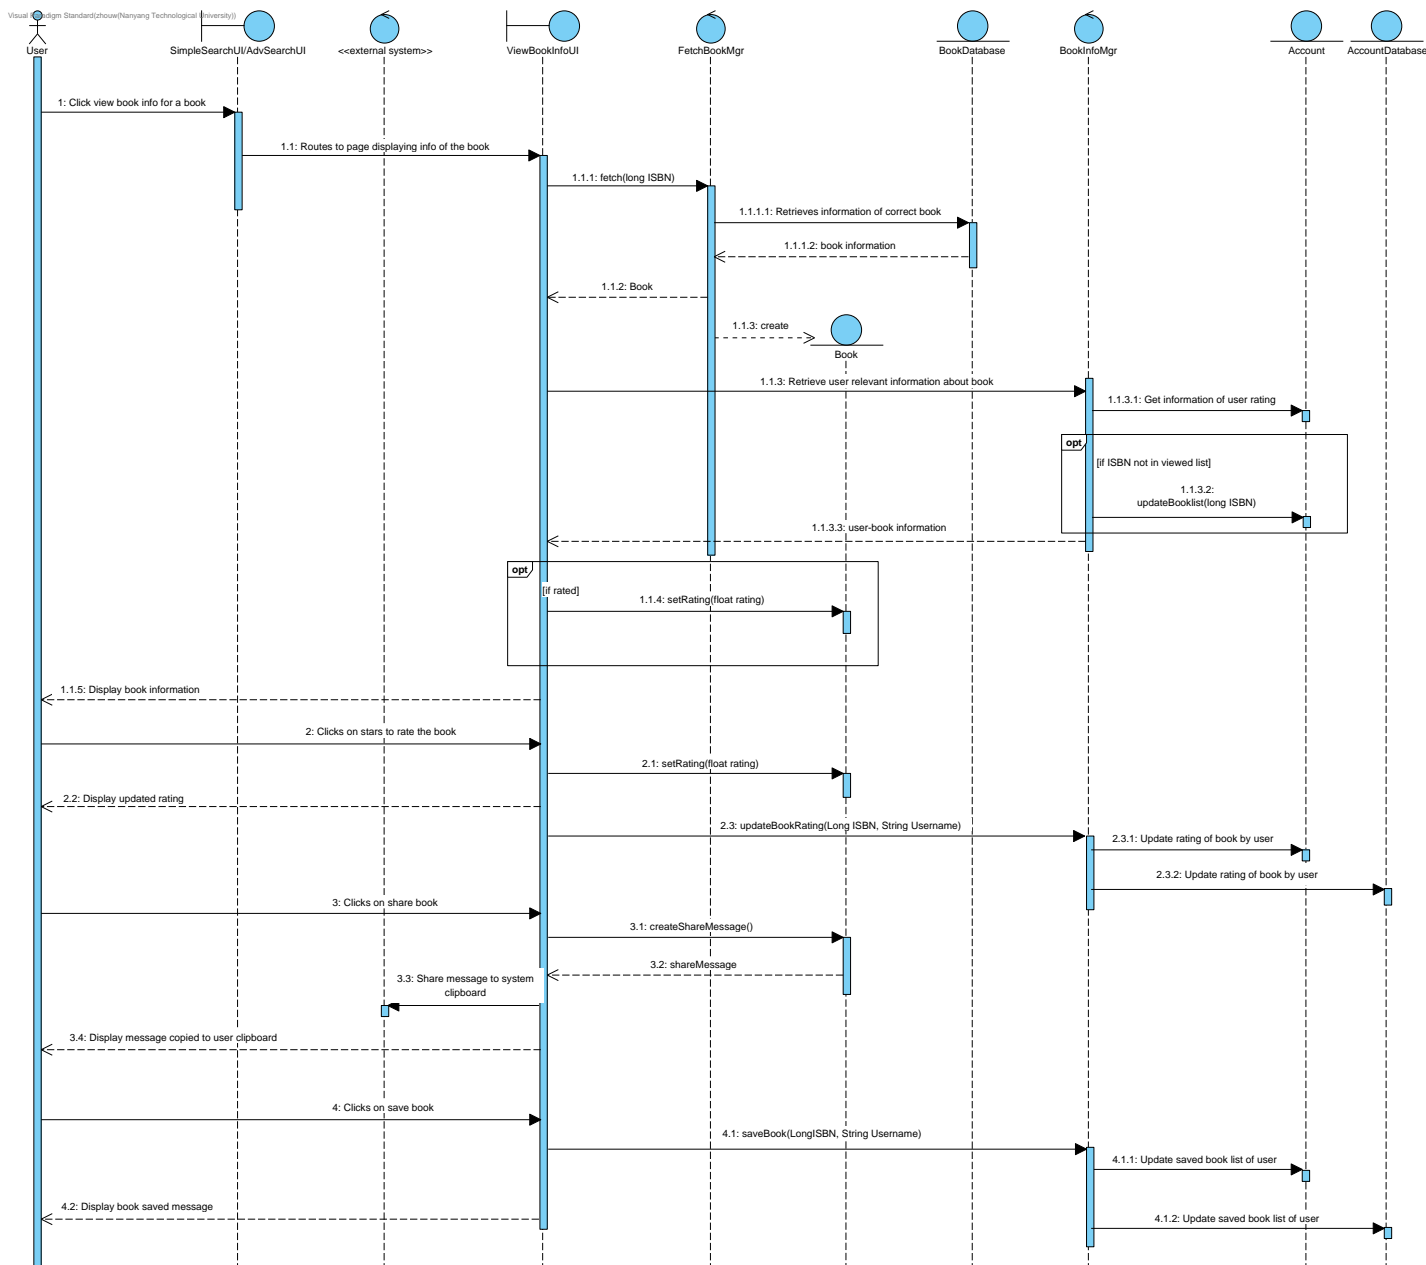 Visual Paradigm Standard(zhouw(Nanyang Technological University))
User
SimpleSearchUI/AdvSearchUI
<<external system>>
ViewBookInfoUI
FetchBookMgr
BookDatabase
BookInfoMgr
Account
AccountDatabase
1: Click view book info for a book
1.1: Routes to page displaying info of the book
1.1.1: fetch(long ISBN)
1.1.1.1: Retrieves information of correct book
1.1.1.2: book information
1.1.2: Book
1.1.3: create
Book
1.1.3: Retrieve user relevant information about book
1.1.3.1: Get information of user rating
opt
[if ISBN not in viewed list]
1.1.3.2:
updateBooklist(long ISBN)
1.1.3.3: user-book information
opt
[if rated]
1.1.4: setRating(float rating)
1.1.5: Display book information
2: Clicks on stars to rate the book
2.1: setRating(float rating)
2.2: Display updated rating
2.3: updateBookRating(Long ISBN, String Username)
2.3.1: Update rating of book by user
2.3.2: Update rating of book by user
3: Clicks on share book
3.1: createShareMessage()
3.2: shareMessage
3.3: Share message to system
clipboard
3.4: Display message copied to user clipboard
4: Clicks on save book
4.1: saveBook(LongISBN, String Username)
4.1.1: Update saved book list of user
4.2: Display book saved message
4.1.2: Update saved book list of user